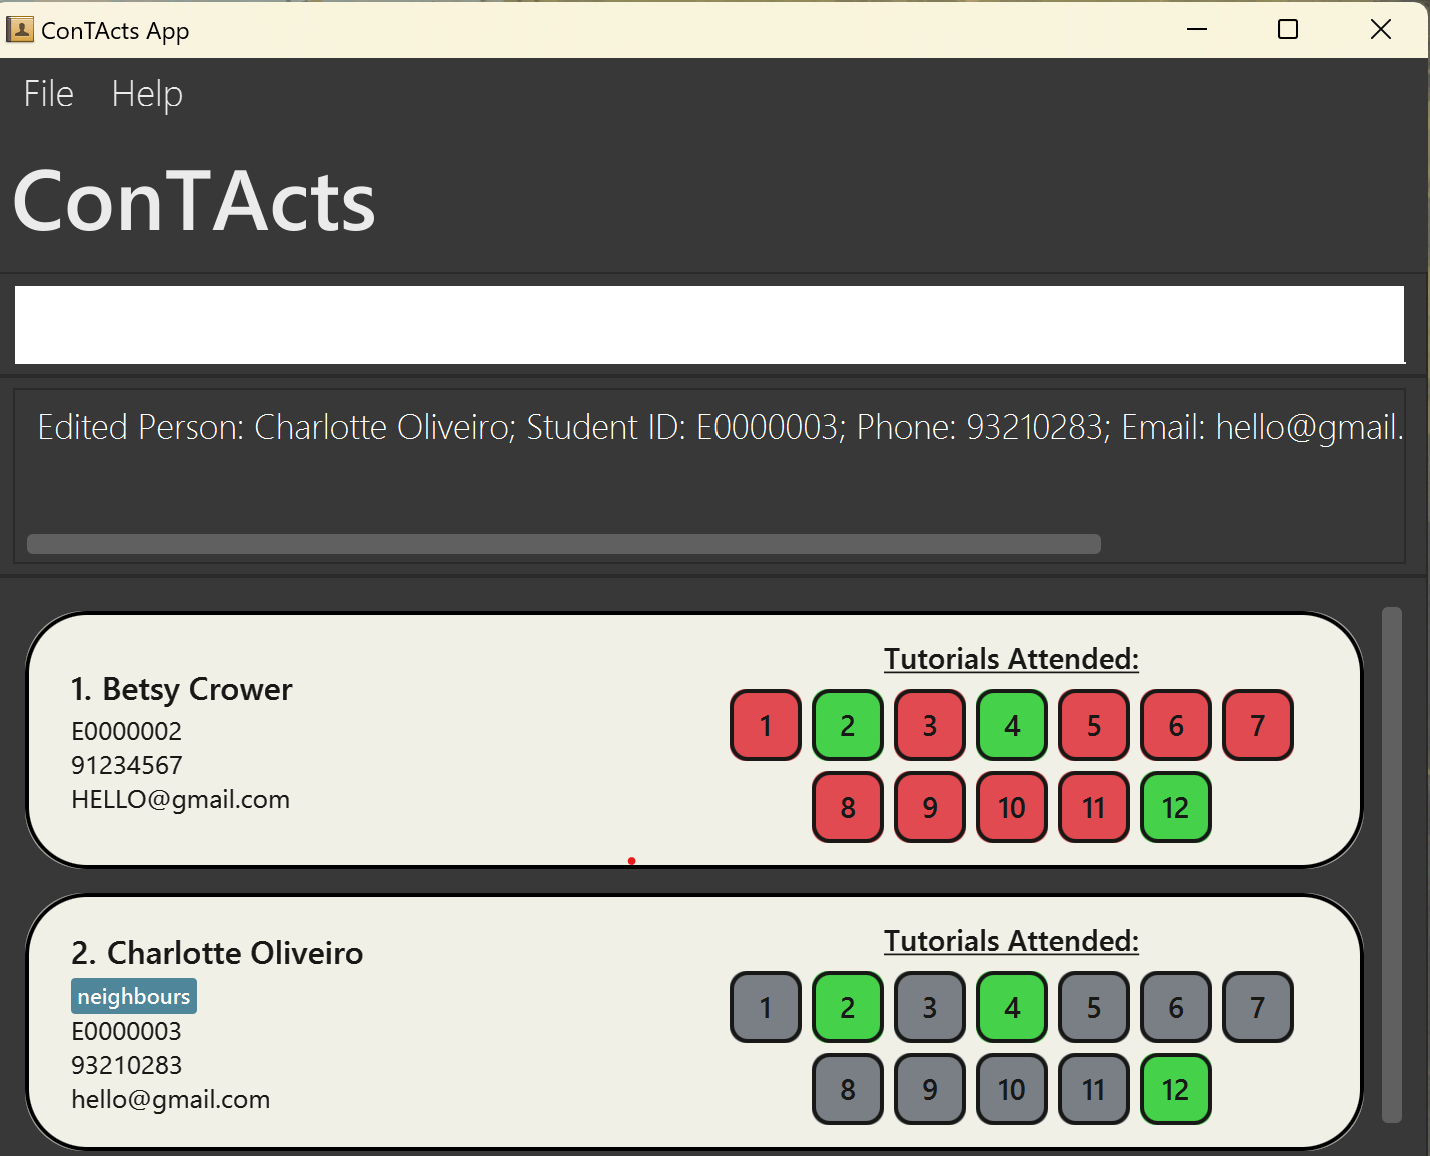 ConTActs App
File Help
ConTActs
Edited Person: Charlotte Oliveiro; Student ID: E0000003; Phone: 93210283; Email: hello@gmail.
1. Betsy Crower
E0000002
91234567
HELLO@gmail.com
Tutorials Attended:
1 2 3 4 5 6 7
8 9 10 11 12
2. Charlotte Oliveiro
neighbours
E0000003
93210283
hello@gmail.com
Tutorials Attended:
1 2 3 4 5 6 7
8 9 10 11 12